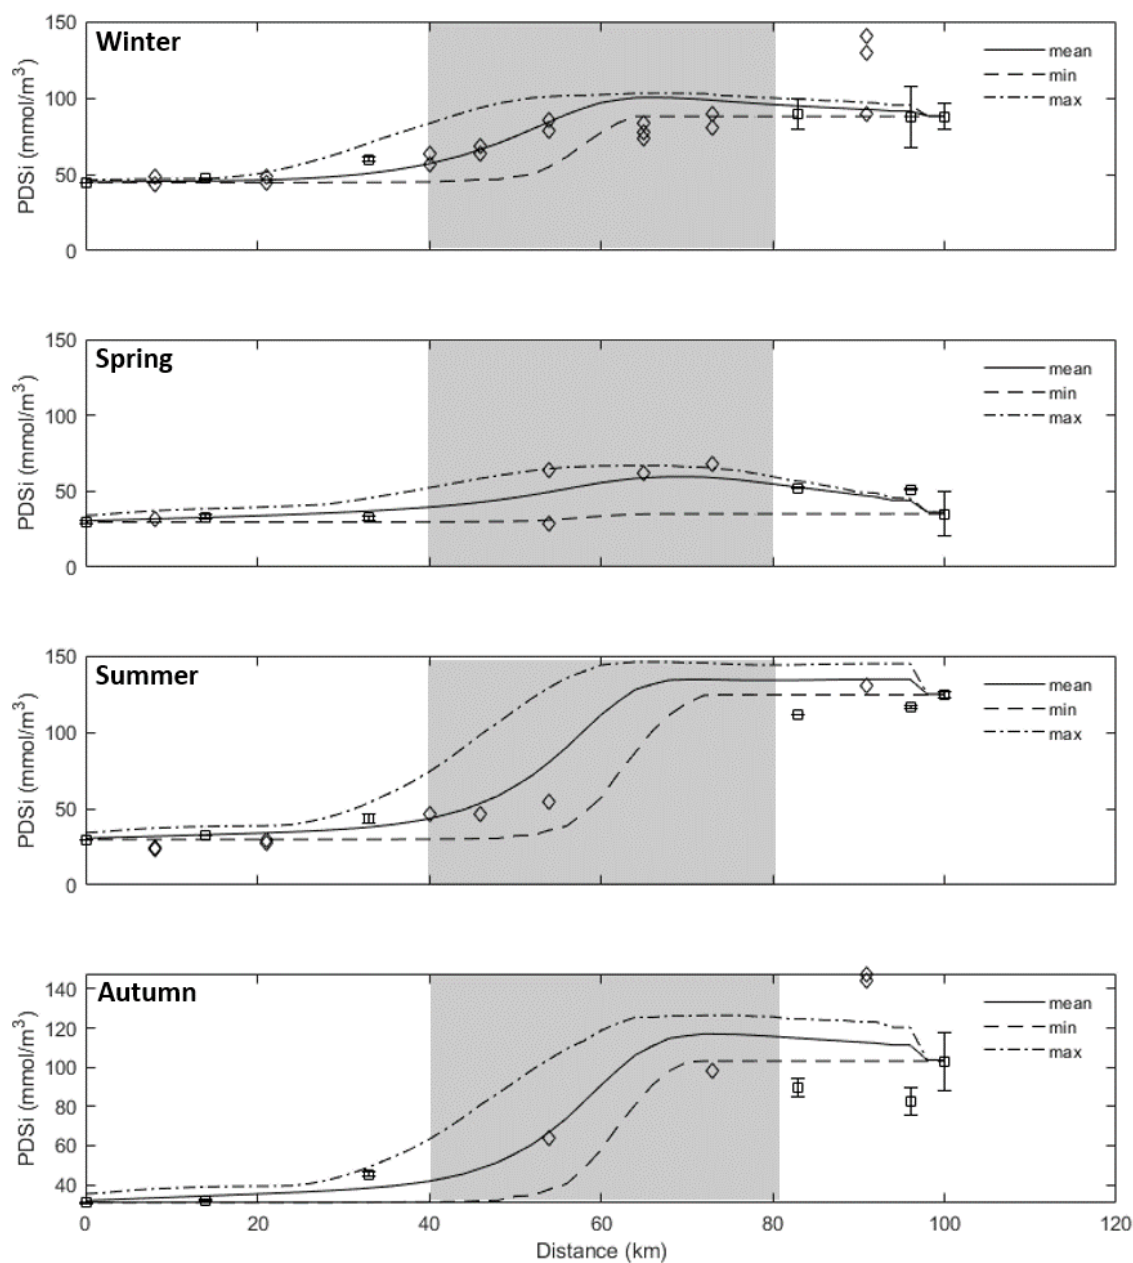 Winter
PDSi (mmol/m³)
150
100
50
0
mean
min
max
Spring
PDSi (mmol/m³)
150
100
50
0
mean
min
max
Summer
PDSi (mmol/m³)
150
100
50
0
mean
min
max
Autumn
PDSi (mmol/m³)
140
120
100
80
60
40
mean
min
max
0 20 40 60 80 100 120
Distance (km)